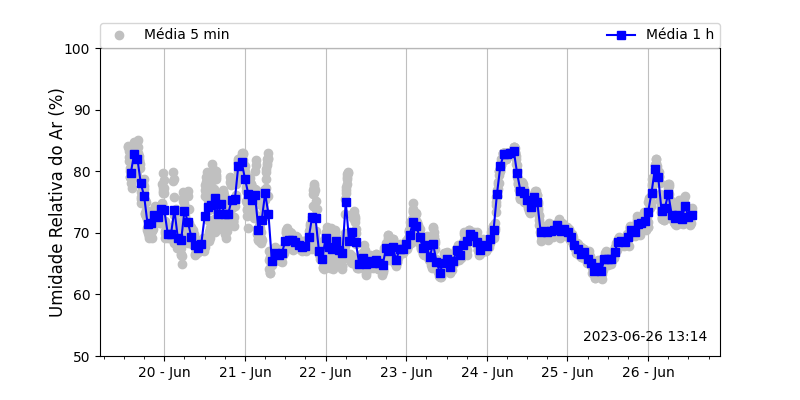 Média 5 min
Média 1 h
Umidade Relativa do Ar (%)
100
90
80
70
60
50
2023-06-26 13:14
20 - Jun
21 - Jun
22 - Jun
23 - Jun
24 - Jun
25 - Jun
26 - Jun